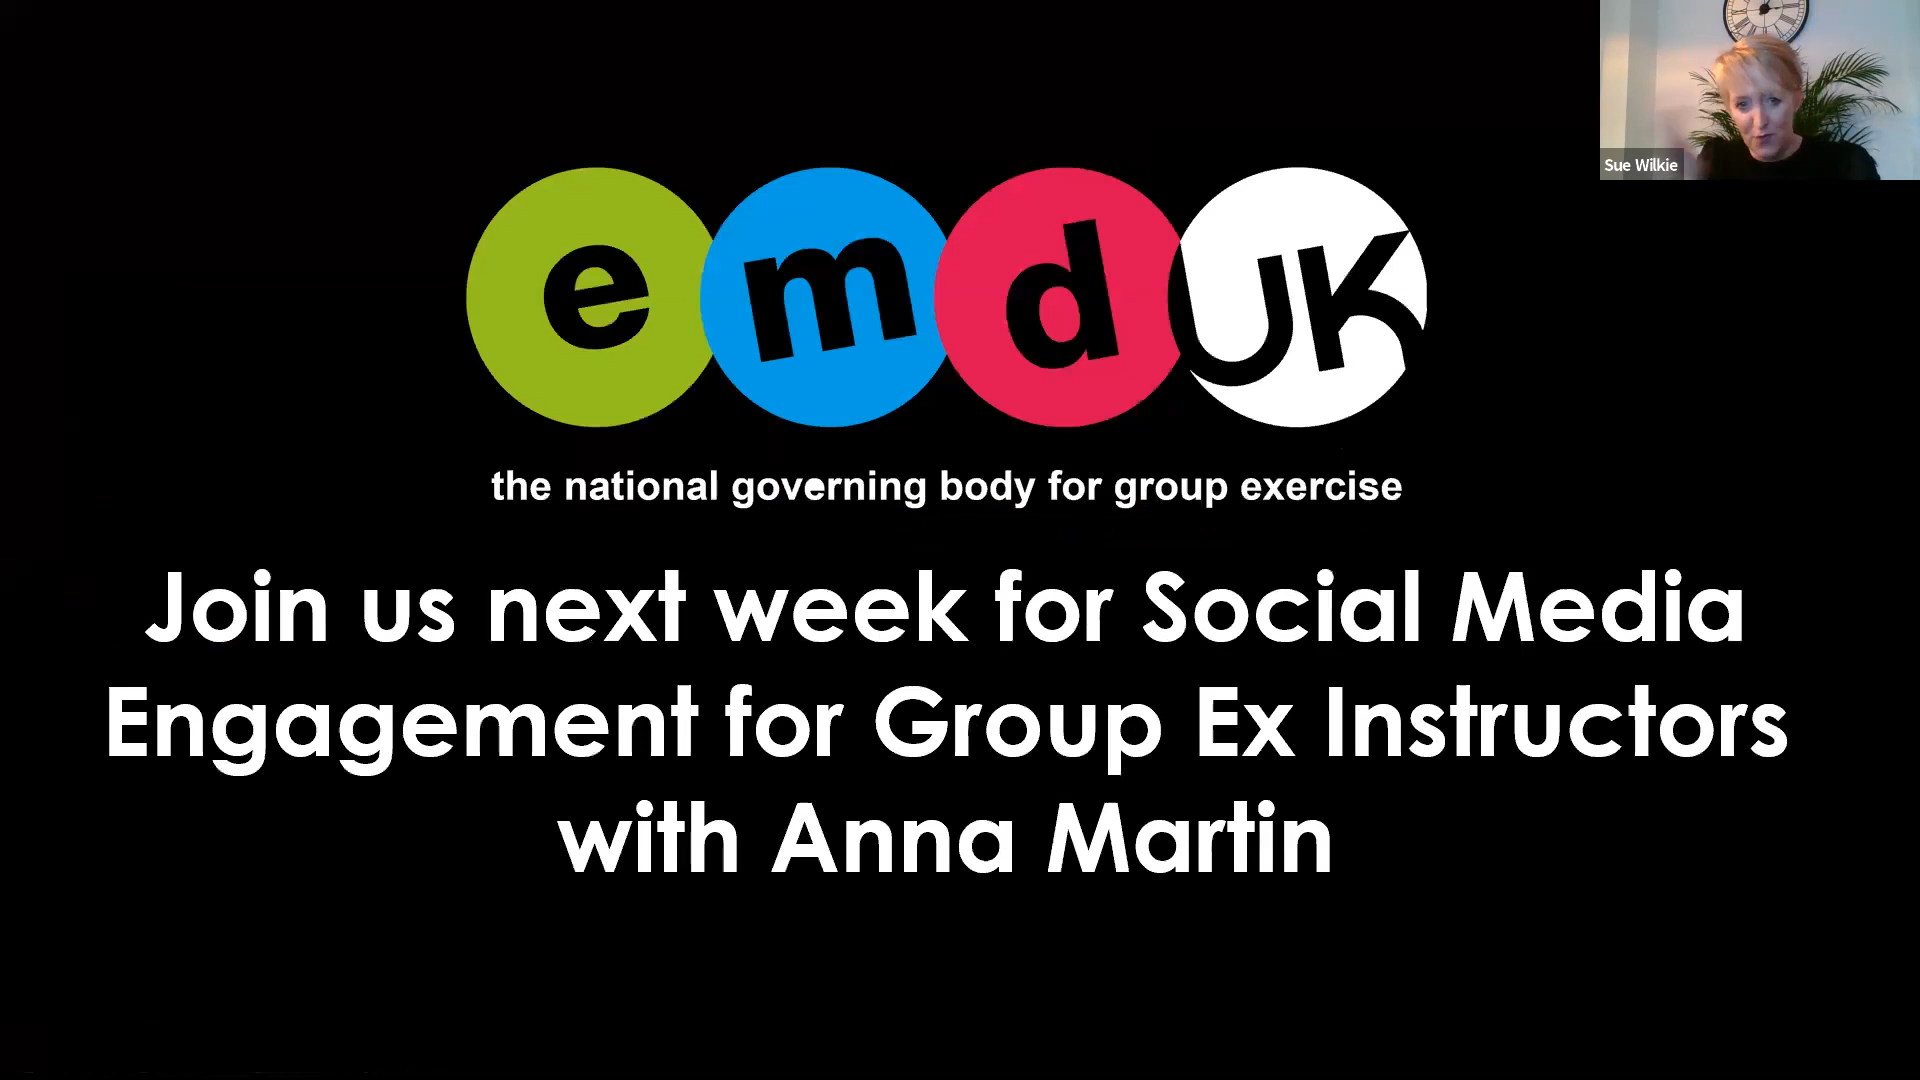 Sue Wilkie
emduk
the national governing body for group exercise
Join us next week for Social Media
Engagement for Group Ex Instructors
with Anna Martin